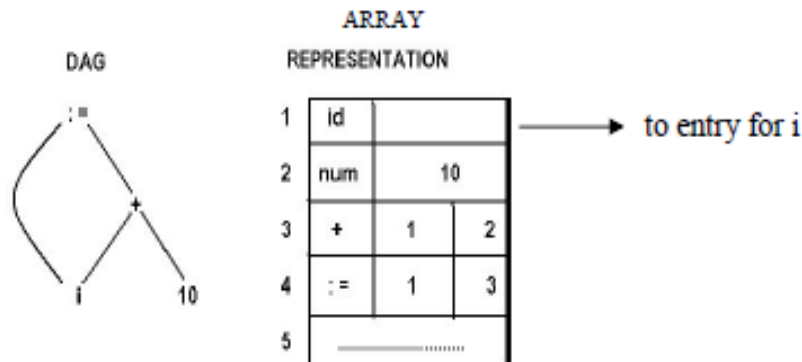 ARRAY
DAG REPRESENTATION
:= 1 id to entry for i
2 num 10
+ 3 + 1 2
i 10 4 := 1 3
5 ....................